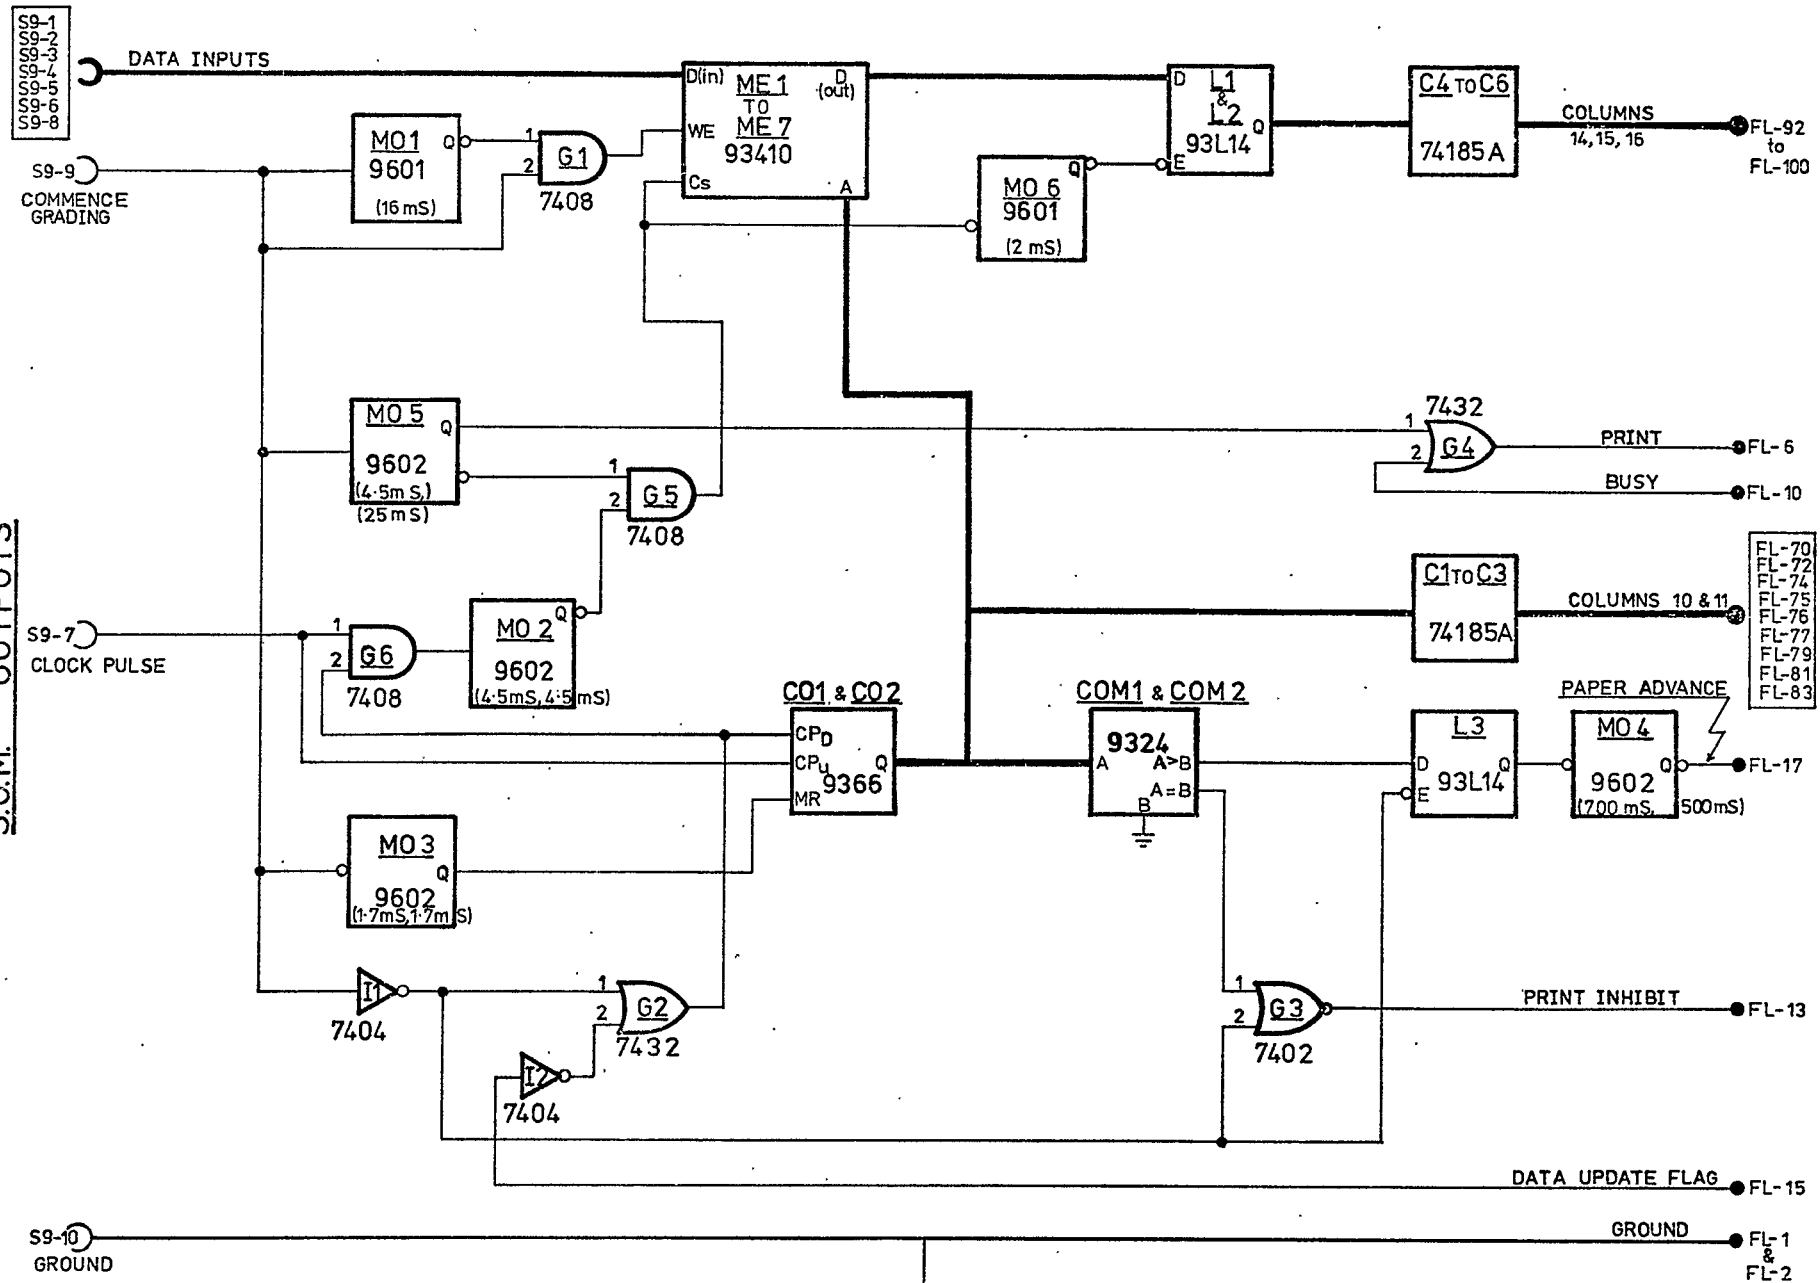 S9-1
S9-2
S9-3
S9-4
S9-5
S9-6
S9-8
DATA INPUTS
D(in)
ME 1
TO
ME 7
93410
D
(out)
WE
Cs
A
D
L1
&
L2
93L14
Q
E
C4 TO C6
74185A
COLUMNS
14, 15, 16
FL-92
to
FL-100
S9-9
COMMENCE
GRADING
MO 1
9601
Q
(16 mS)
1
2
G1
7408
MO 6
9601
Q
(2 mS)
MO 5
9602
Q
(4·5m S,)
(25 m S)
1
2
G5
7408
7432
1
2
G4
PRINT
FL-6
BUSY
FL-10
S9-7
CLOCK PULSE
1
2
G6
7408
MO 2
9602
Q
(4·5mS, 4·5 mS)
C1 TO C3
74185A
COLUMNS 10 & 11
FL-70
FL-72
FL-74
FL-75
FL-76
FL-77
FL-79
FL-81
FL-83
CO1 & CO2
CPD
CPu
MR
Q
9366
COM1 & COM 2
9324
A
A>B
A=B
B
L3
D
Q
93L14
E
PAPER ADVANCE
MO 4
9602
Q
(700 mS, 500mS)
FL-17
MO 3
9602
Q
(1·7mS, 1·7m S)
I1
7404
1
2
G2
7432
I2
7404
1
2
G3
7402
PRINT INHIBIT
FL-13
DATA UPDATE FLAG
FL-15
S9-10
GROUND
GROUND
FL-1
&
FL-2